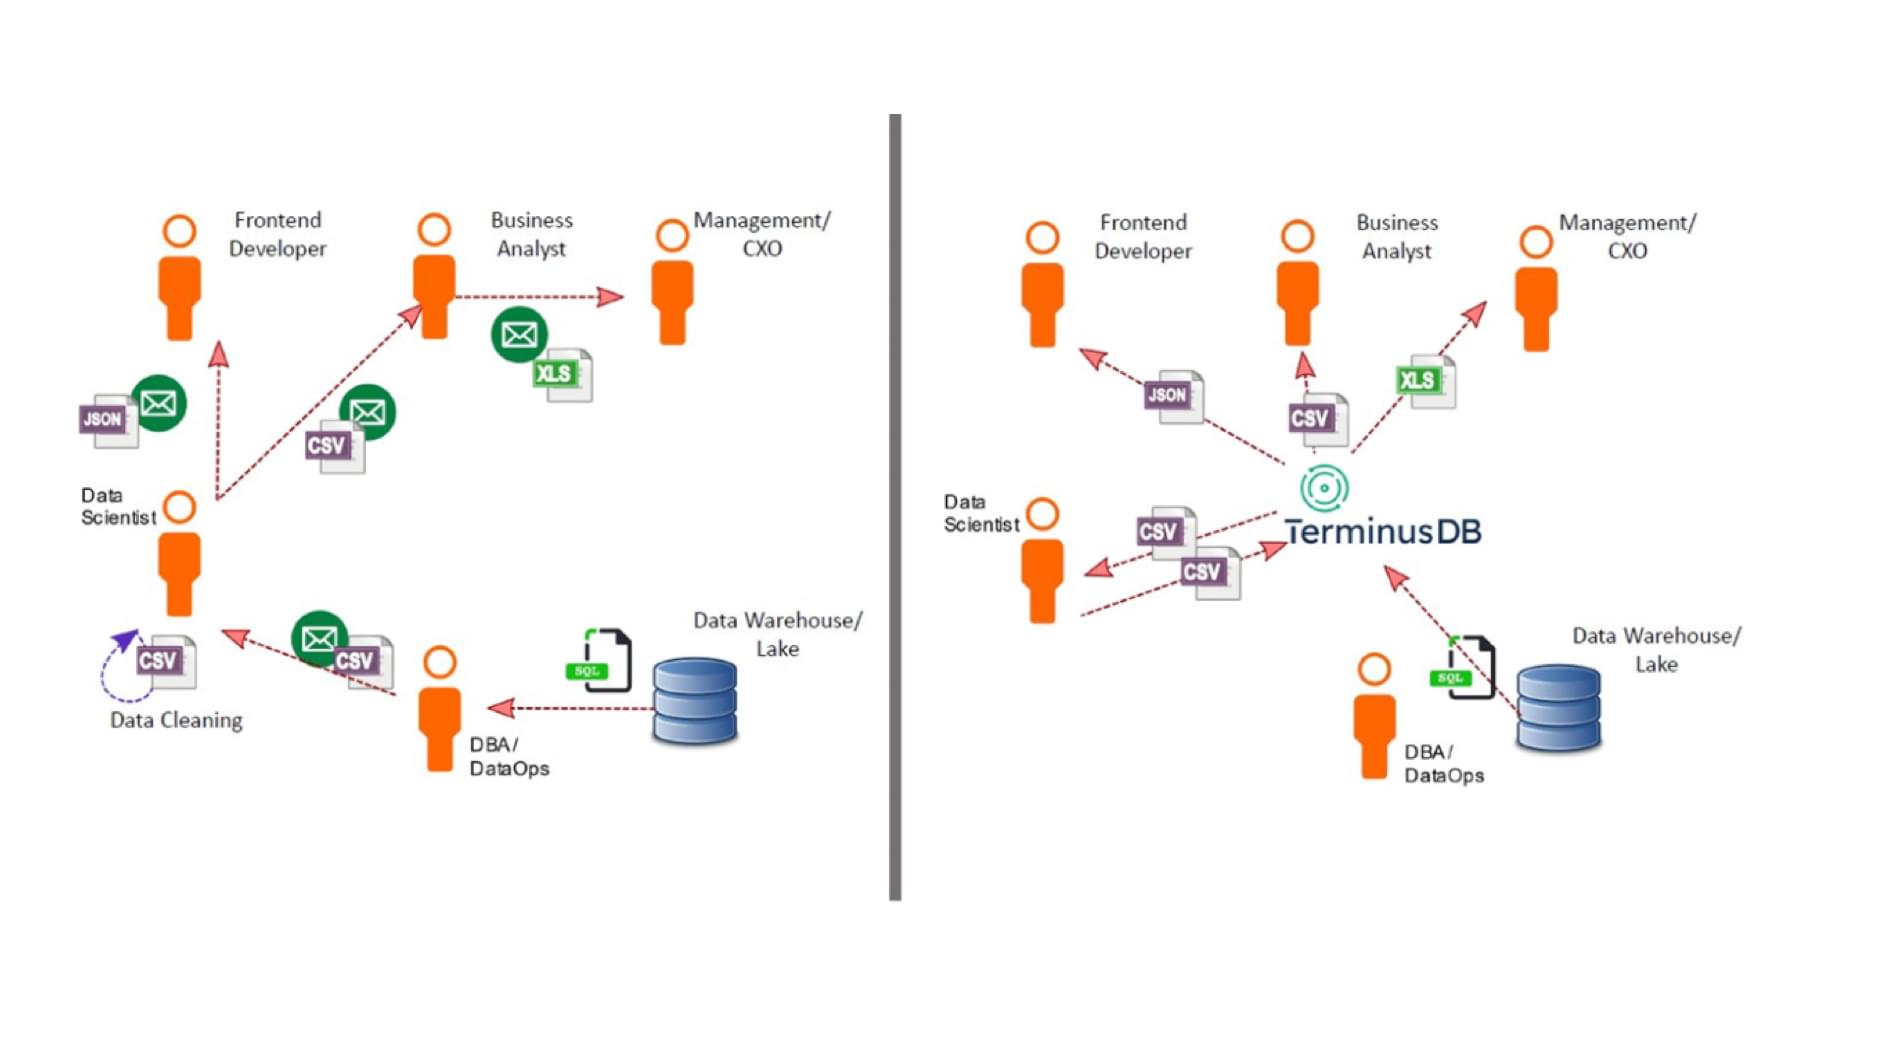 Frontend
Developer
Business
Analyst
Management/
CXO
XLS
JSON
CSV
Data
Scientist
CSV
Data Cleaning
CSV
SQL
Data Warehouse/
Lake
DBA/
DataOps
Frontend
Developer
Business
Analyst
Management/
CXO
JSON
CSV
XLS
Data
Scientist
CSV
CSV
TerminusDB
SQL
Data Warehouse/
Lake
DBA/
DataOps